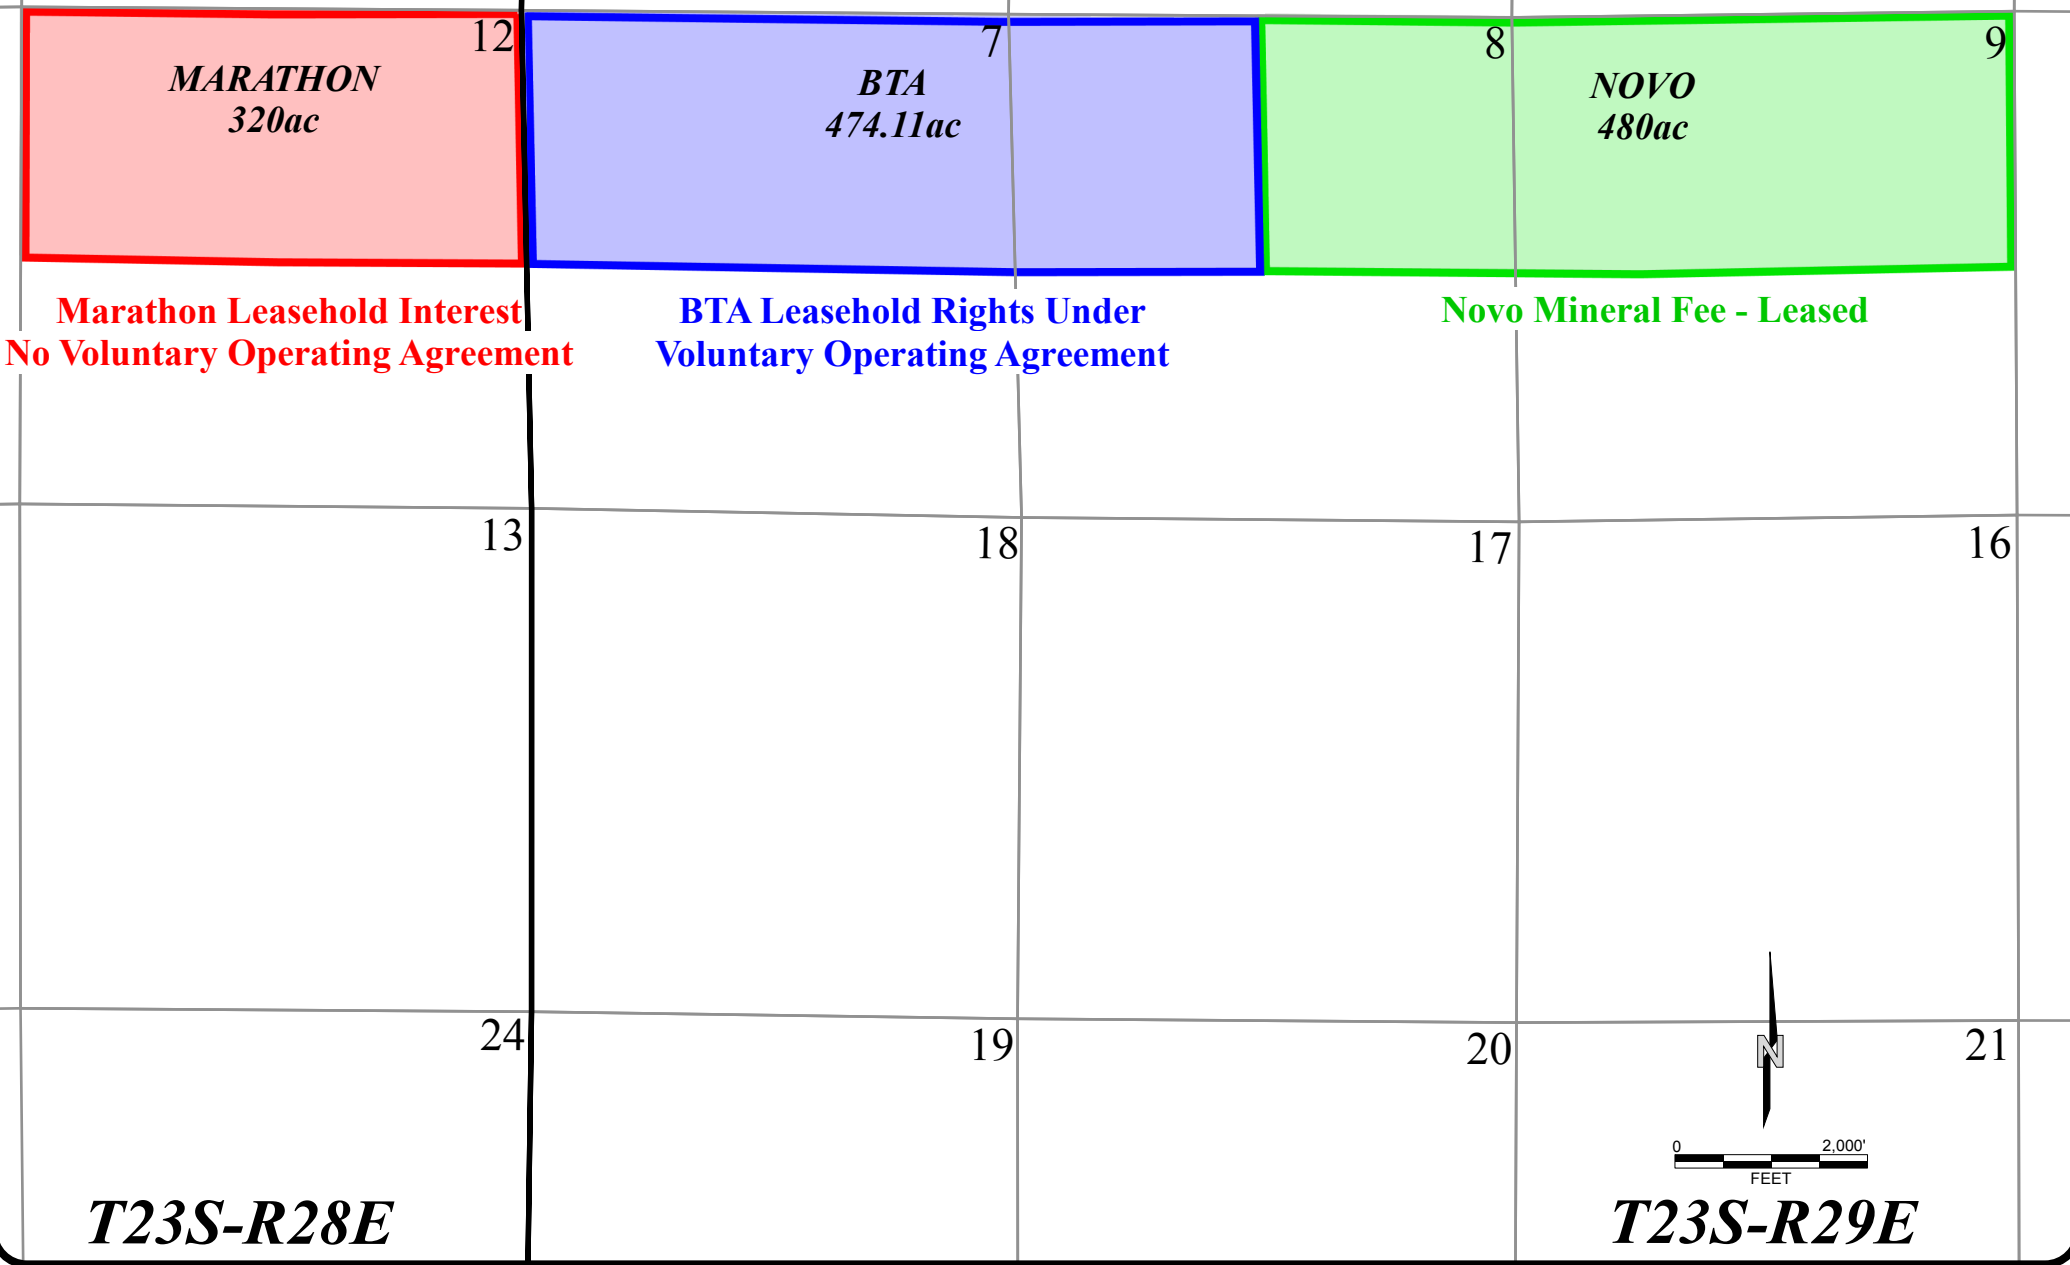 12
7
8
9
MARATHON
320ac
BTA
474.11ac
NOVO
480ac
Marathon Leasehold Interest
No Voluntary Operating Agreement
BTA Leasehold Rights Under
Voluntary Operating Agreement
Novo Mineral Fee - Leased
13
18
17
16
24
19
20
21
N
0 2,000'
FEET
T23S-R28E
T23S-R29E